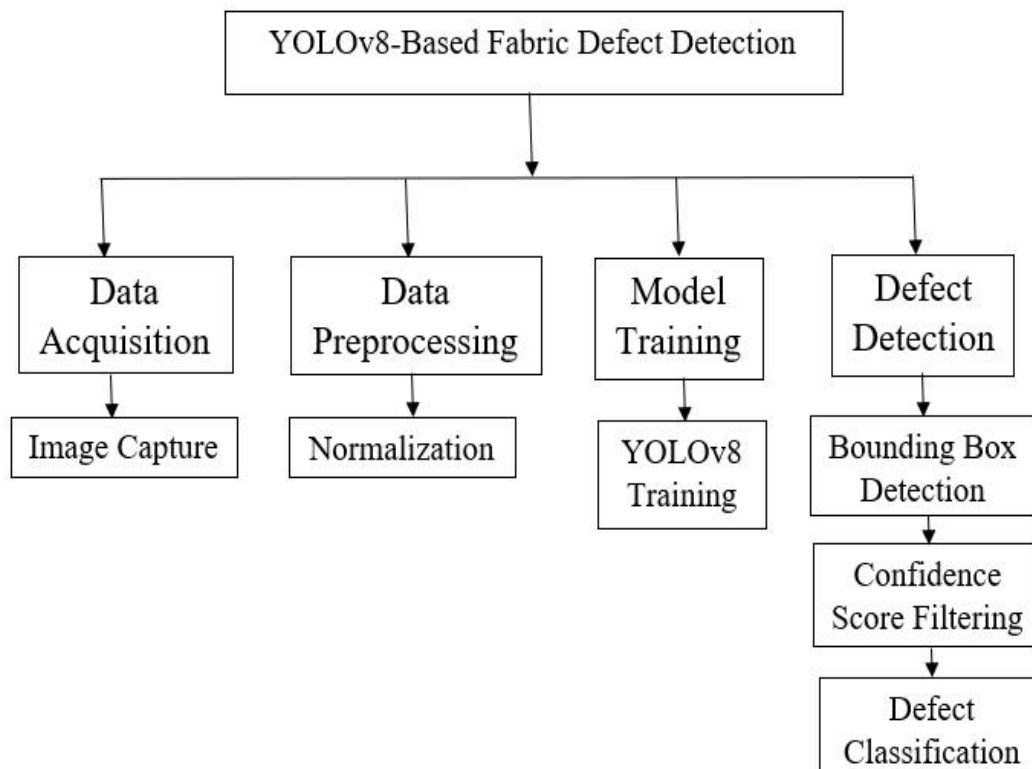 YOLOv8-Based Fabric Defect Detection
Data
Acquisition
Data
Preprocessing
Model
Training
Defect
Detection
Image Capture
Normalization
YOLOv8
Training
Bounding Box
Detection
Confidence
Score Filtering
Defect
Classification